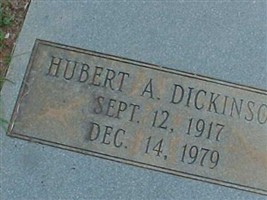 HUBERT A. DICKINSO
SEPT. 12, 1917
DEC. 14, 1979